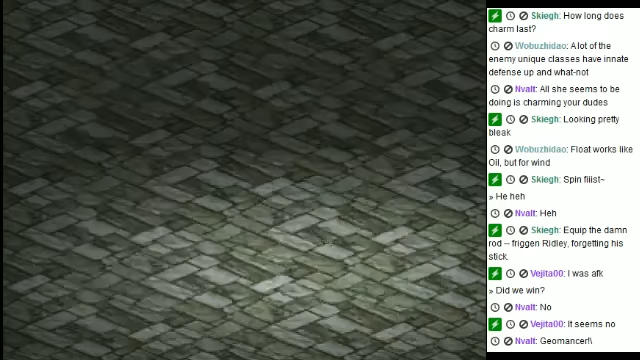 Skiegh: How long does
charm last?
Wobuzhidao: A lot of the
enemy unique classes have innate
defense up and what-not
Nvalt: All she seems to be
doing is charming your dudes
Skiegh: Looking pretty
bleak
Wobuzhidao: Float works like
Oil, but for wind
Skiegh: Spin fiiist~
» He heh
Nvalt: Heh
Skiegh: Equip the damn
rod -- friggen Ridley, forgetting his
stick.
Vejita00: I was afk
» Did we win?
Nvalt: No
Vejita00: It seems no
Nvalt: Geomancer!\